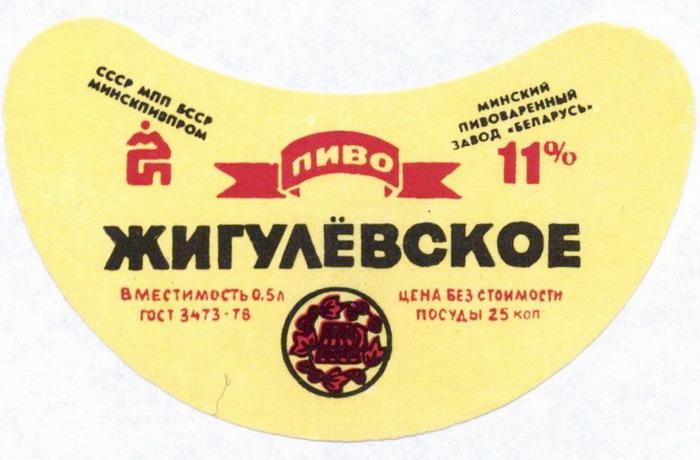 СССР МПП БССР
МИНСКПИВПРОМ
МИНСКИЙ
ПИВОВАРЕННЫЙ
ЗАВОД «БЕЛАРУСЬ»
11%
ПИВО
ЖИГУЛЁВСКОЕ
ВМЕСТИМОСТЬ 0,5 л
ГОСТ 3473-78
ЦЕНА БЕЗ СТОИМОСТИ
ПОСУДЫ 25 коп